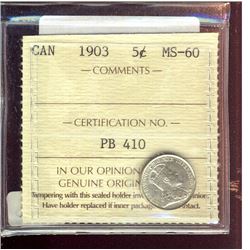 CAN 1903 5¢ MS-60
— COMMENTS —
— CERTIFICATION NO. —
PB 410
IN OUR OPINION
GENUINE ORIGIN
Tampering with this sealed holder
Have holder replaced if inner package